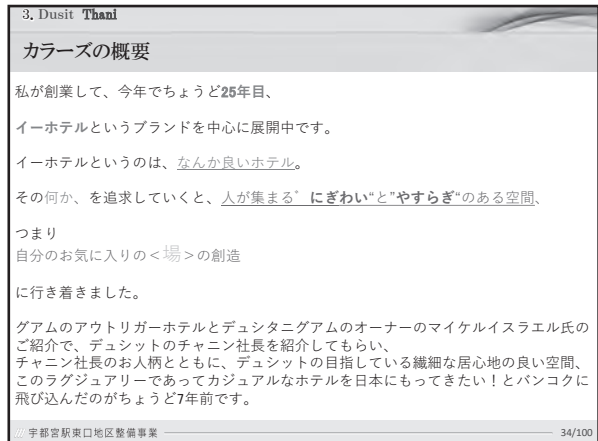 3. Dusit Thani
カラーズの概要
私が創業して、今年でちょうど25年目、
イーホテルというブランドを中心に展開中です。
イーホテルというのは、なんか良いホテル。
その何か、を追求していくと、人が集まる゛にぎわい“と”やすらぎ“のある空間、
つまり
自分のお気に入りの＜場＞の創造
に行き着きました。
グアムのアウトリガーホテルとデュシタニグアムのオーナーのマイケルイスラエル氏の
ご紹介で、デュシットのチャニン社長を紹介してもらい、
チャニン社長のお人柄とともに、デュシットの目指している繊細な居心地の良い空間、
このラグジュアリーであってカジュアルなホテルを日本にもってきたい！とバンコクに
飛び込んだのがちょうど7年前です。
/// 宇都宮駅東口地区整備事業 34/100